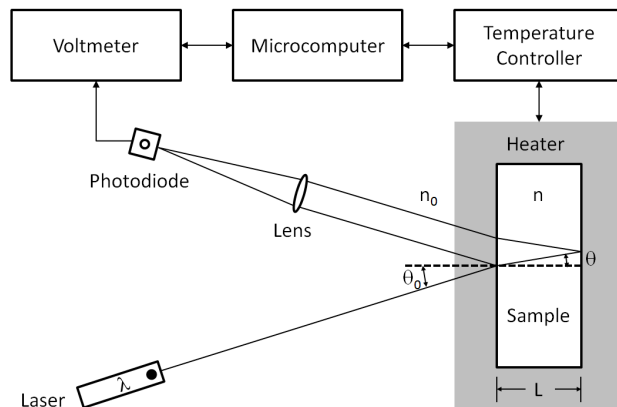 Voltmeter
Microcomputer
Temperature
Controller
Heater
Photodiode
n₀
n
Lens
θ₀
θ
Sample
λ
Laser
L